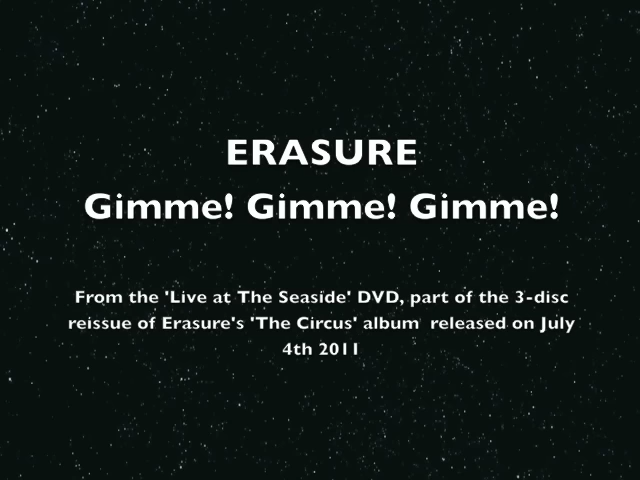 ERASURE
Gimme! Gimme! Gimme!
From the 'Live at The Seaside' DVD, part of the 3-disc
reissue of Erasure's 'The Circus' album released on July
4th 2011